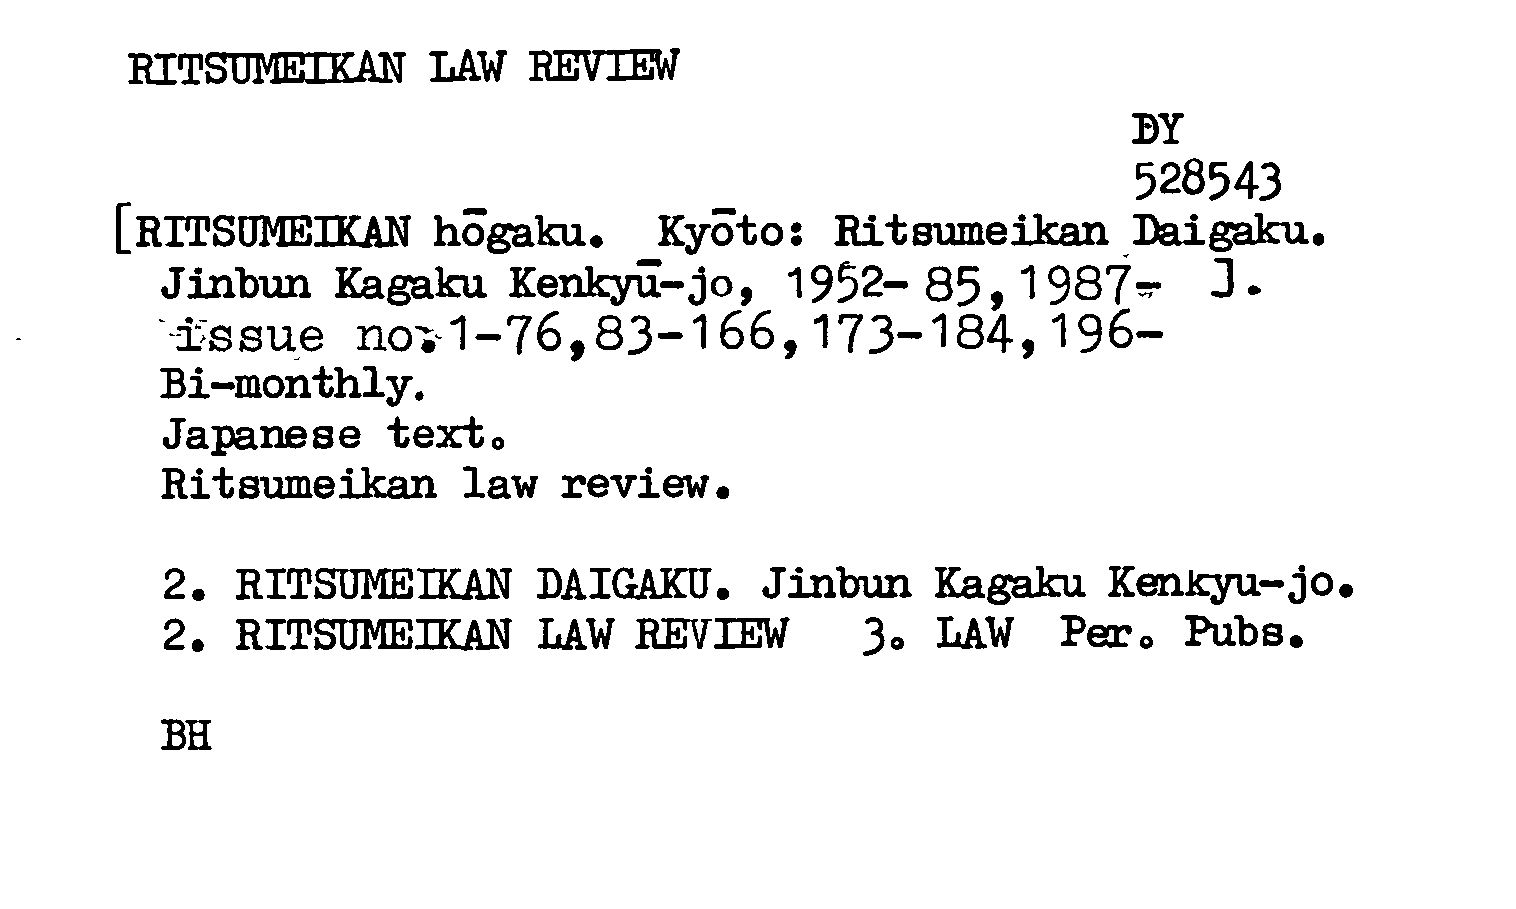 RITSUMEIKAN LAW REVIEW
DY
528543
[RITSUMEIKAN hōgaku. Kyōto: Ritsumeikan Daigaku.
Jinbun Kagaku Kenkyū-jo, 1952- 85, 1987- ].
issue no. 1-76, 83-166, 173-184, 196-
Bi-monthly.
Japanese text.
Ritsumeikan law review.
2. RITSUMEIKAN DAIGAKU. Jinbun Kagaku Kenkyu-jo.
2. RITSUMEIKAN LAW REVIEW 3. LAW Per. Pubs.
BH